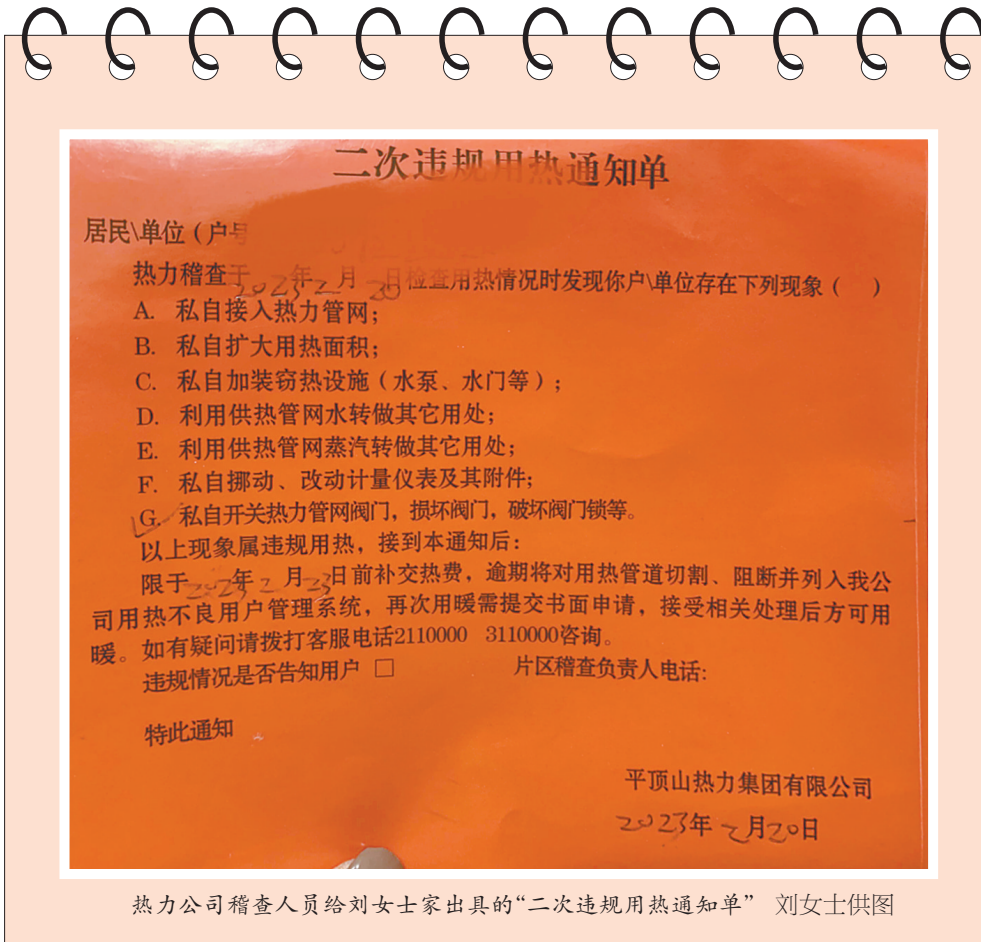 二次违规用热通知单
居民\单位（户号
热力稽查于2023年2月20日检查用热情况时发现你户\单位存在下列现象（ ）
A. 私自接入热力管网；
B. 私自扩大用热面积；
C. 私自加装窃热设施（水泵、水门等）；
D. 利用供热管网水转做其它用处；
E. 利用供热管网蒸汽转做其它用处；
F. 私自挪动、改动计量仪表及其附件；
G. 私自开关热力管网阀门，损坏阀门，破坏阀门锁等。
以上现象属违规用热，接到本通知后：
限于2023年2月23日前补交热费，逾期将对用热管道切割、阻断并列入我公
司用热不良用户管理系统，再次用暖需提交书面申请，接受相关处理后方可用
暖。如有疑问请拨打客服电话2110000 3110000咨询。
违规情况是否告知用户 □ 片区稽查负责人电话：
特此通知
平顶山热力集团有限公司
2023年2月20日
热力公司稽查人员给刘女士家出具的“二次违规用热通知单” 刘女士供图